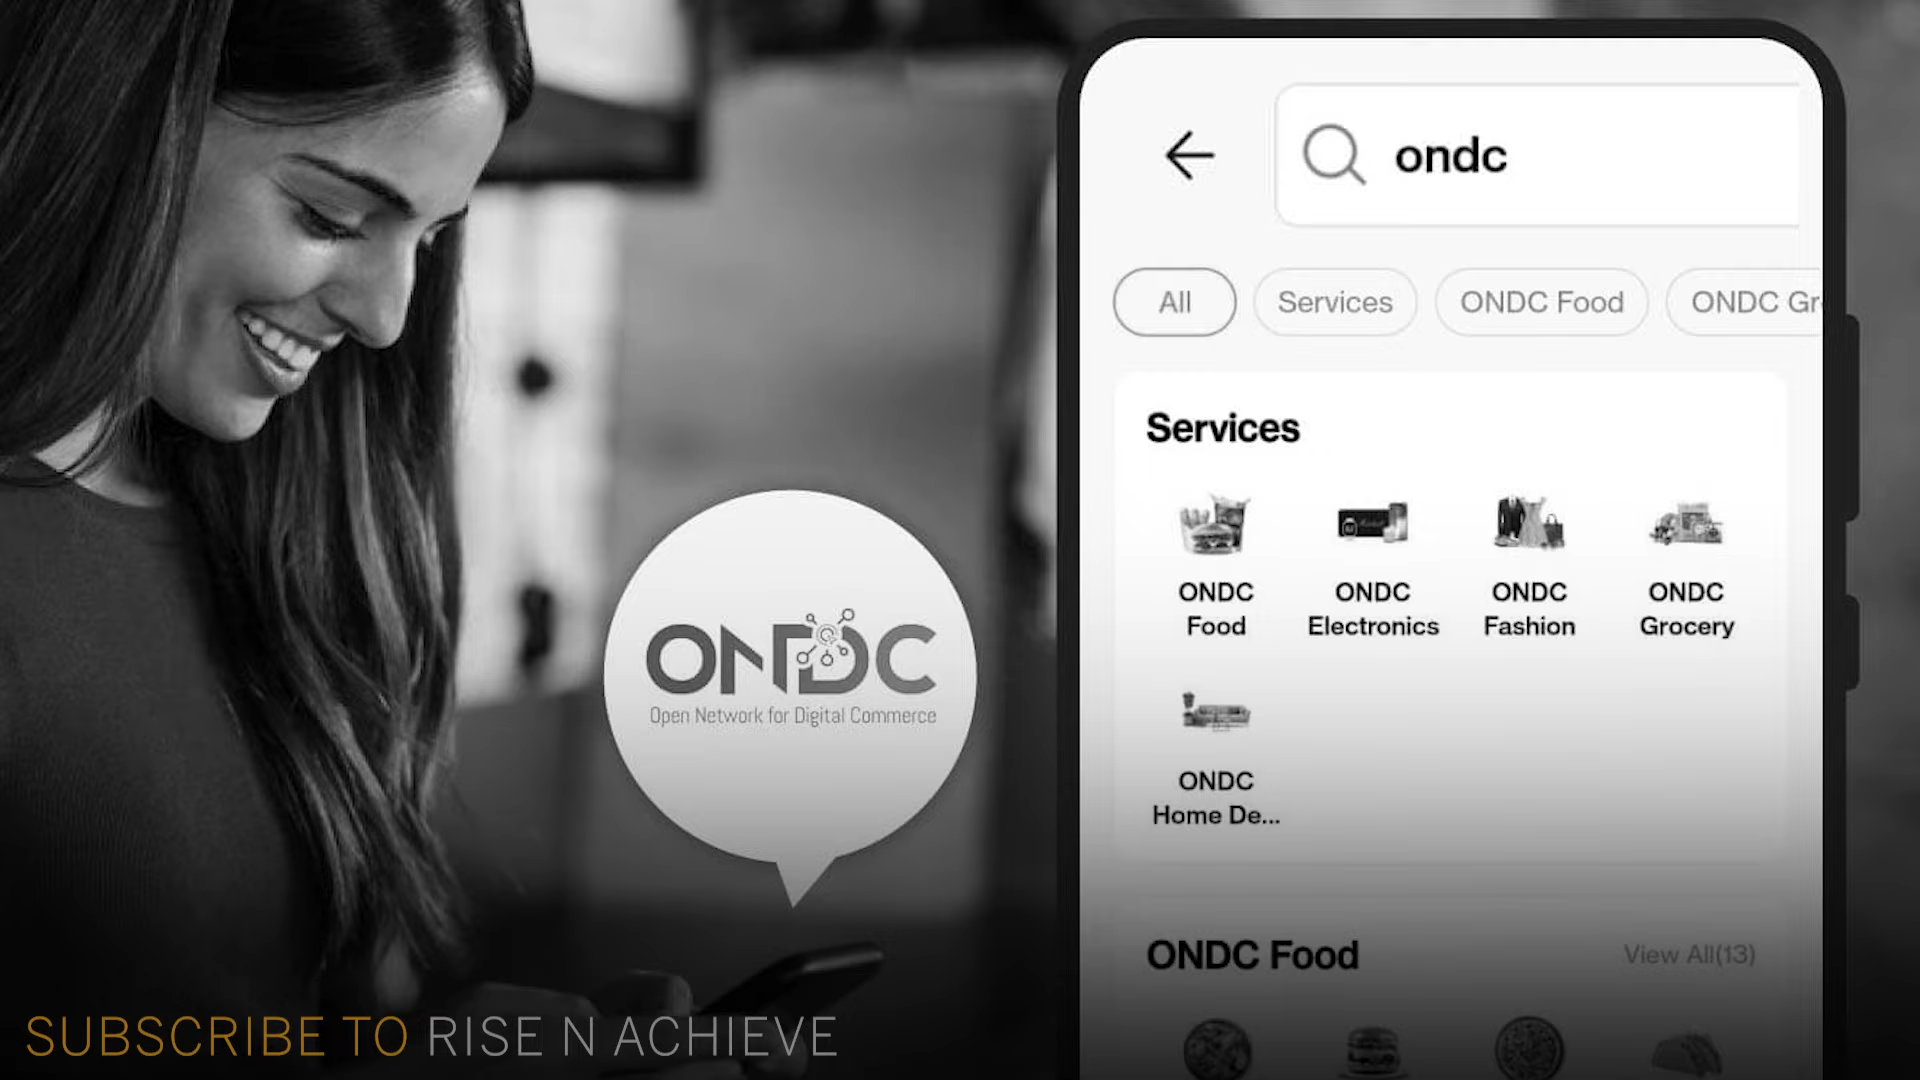 ondc
All
Services
ONDC Food
ONDC Gr
Services
ONDC
Food
ONDC
Electronics
ONDC
Fashion
ONDC
Grocery
ONDC
Home De...
ONDC
Open Network for Digital Commerce
ONDC Food
View All(13)
SUBSCRIBE TO RISE N ACHIEVE